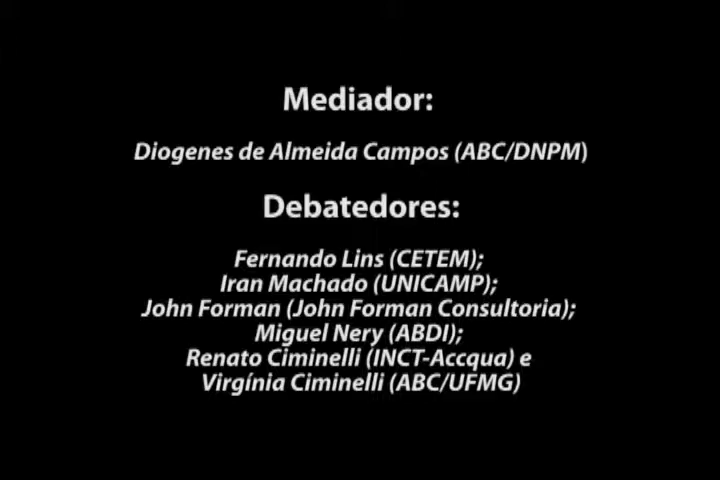 Mediador:
Diogenes de Almeida Campos (ABC/DNPM)
Debatedores:
Fernando Lins (CETEM);
Iran Machado (UNICAMP);
John Forman (John Forman Consultoria);
Miguel Nery (ABDI);
Renato Ciminelli (INCT-Accqua) e
Virgínia Ciminelli (ABC/UFMG)